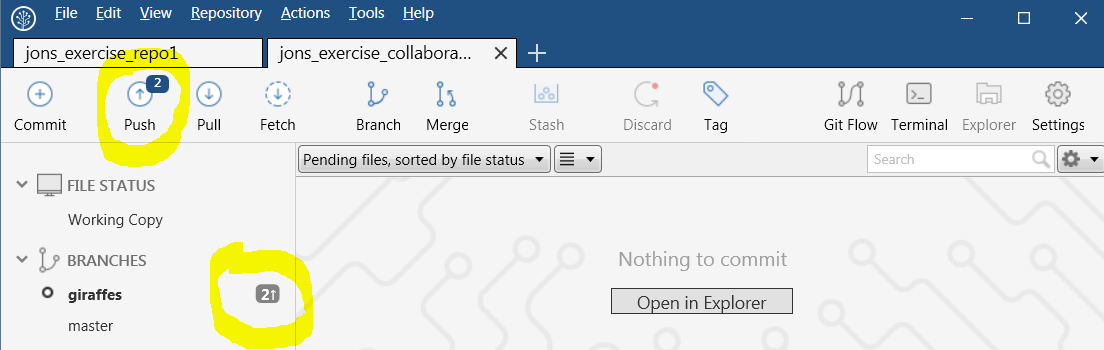 File Edit View Repository Actions Tools Help
jons_exercise_repo1 jons_exercise_collabora...
2
Commit Push Pull Fetch Branch Merge Stash Discard Tag Git Flow Terminal Explorer Settings
Pending files, sorted by file status Search
FILE STATUS
Working Copy
BRANCHES
Nothing to commit
giraffes 2↑
Open in Explorer
master